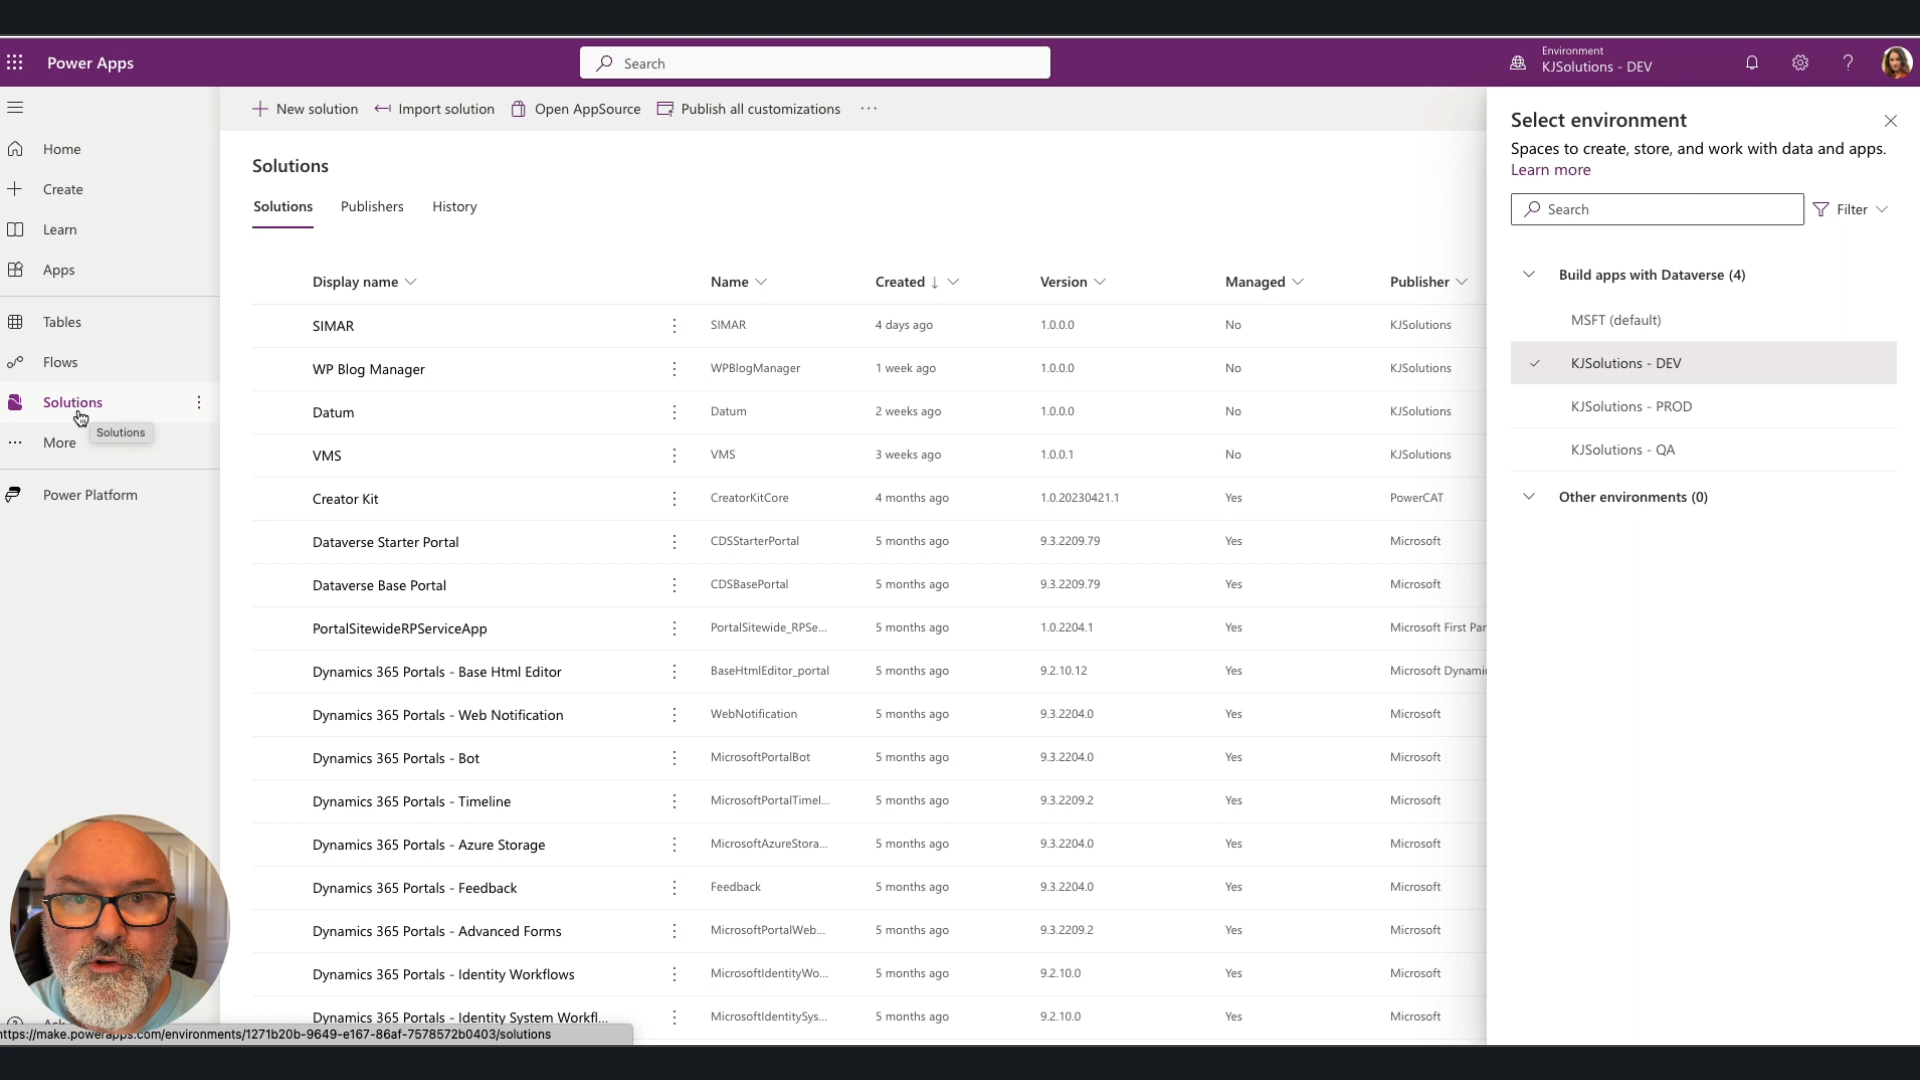 Power Apps
Search
Environment
KJSolutions - DEV
New solution
Import solution
Open AppSource
Publish all customizations
Home
Create
Learn
Apps
Tables
Flows
Solutions
Solutions
More
Power Platform
Solutions
Solutions Publishers History
Display name Name Created Version Managed Publisher
SIMAR SIMAR 4 days ago 1.0.0.0 No KJSolutions
WP Blog Manager WPBlogManager 1 week ago 1.0.0.0 No KJSolutions
Datum Datum 2 weeks ago 1.0.0.0 No KJSolutions
VMS VMS 3 weeks ago 1.0.0.1 No KJSolutions
Creator Kit CreatorKitCore 4 months ago 1.0.20230421.1 Yes PowerCAT
Dataverse Starter Portal CDSStarterPortal 5 months ago 9.3.2209.79 Yes Microsoft
Dataverse Base Portal CDSBasePortal 5 months ago 9.3.2209.79 Yes Microsoft
PortalSitewideRPServiceApp PortalSitewide_RPSe... 5 months ago 1.0.2204.1 Yes Microsoft First Par
Dynamics 365 Portals - Base Html Editor BaseHtmlEditor_portal 5 months ago 9.2.10.12 Yes Microsoft Dynami
Dynamics 365 Portals - Web Notification WebNotification 5 months ago 9.3.2204.0 Yes Microsoft
Dynamics 365 Portals - Bot MicrosoftPortalBot 5 months ago 9.3.2204.0 Yes Microsoft
Dynamics 365 Portals - Timeline MicrosoftPortalTimel... 5 months ago 9.3.2209.2 Yes Microsoft
Dynamics 365 Portals - Azure Storage MicrosoftAzureStora... 5 months ago 9.3.2204.0 Yes Microsoft
Dynamics 365 Portals - Feedback Feedback 5 months ago 9.3.2204.0 Yes Microsoft
Dynamics 365 Portals - Advanced Forms MicrosoftPortalWeb... 5 months ago 9.3.2209.2 Yes Microsoft
Dynamics 365 Portals - Identity Workflows MicrosoftIdentityWo... 5 months ago 9.2.10.0 Yes Microsoft
Dynamics 365 Portals - Identity System Workfl... MicrosoftIdentitySys... 5 months ago 9.2.10.0 Yes Microsoft
https://make.powerapps.com/environments/1271b20b-9649-e167-86af-7578572b0403/solutions
Select environment
Spaces to create, store, and work with data and apps.
Learn more
Search
Filter
Build apps with Dataverse (4)
MSFT (default)
KJSolutions - DEV
KJSolutions - PROD
KJSolutions - QA
Other environments (0)